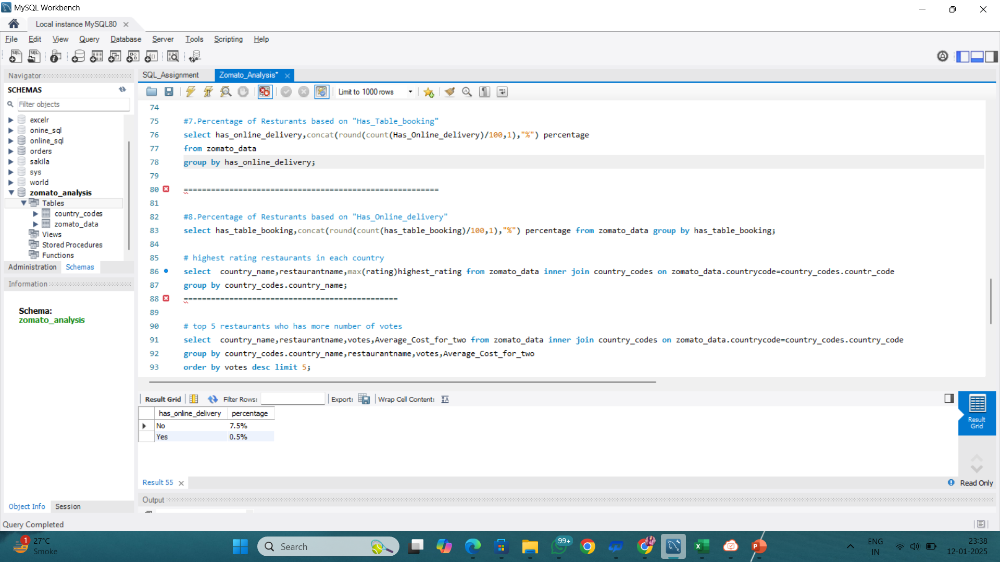 MySQL Workbench
Local instance MySQL80
File Edit View Query Database Server Tools Scripting Help
Navigator
SCHEMAS
Filter objects
excelr
onine_sql
online_sql
orders
sakila
sys
world
zomato_analysis
Tables
country_codes
zomato_data
Views
Stored Procedures
Functions
Administration Schemas
Information
Schema:
zomato_analysis
Object Info Session
SQL_Assignment Zomato_Analysis*
Limit to 1000 rows
74
75 #7.Percentage of Resturants based on "Has_Table_booking"
76 select has_online_delivery,concat(round(count(Has_Online_delivery)/100,1),"%") percentage
77 from zomato_data
78 group by has_online_delivery;
79
80 ========================================================
81
82 #8.Percentage of Resturants based on "Has_Online_delivery"
83 select has_table_booking,concat(round(count(has_table_booking)/100,1),"%") percentage from zomato_data group by has_table_booking;
84
85 # highest rating restaurants in each country
86 select  country_name,restaurantname,max(rating)highest_rating from zomato_data inner join country_codes on zomato_data.countrycode=country_codes.countr_code
87 group by country_codes.country_name;
88 ===============================================
89
90 # top 5 restaurants who has more number of votes
91 select  country_name,restaurantname,votes,Average_Cost_for_two from zomato_data inner join country_codes on zomato_data.countrycode=country_codes.country_code
92 group by country_codes.country_name,restaurantname,votes,Average_Cost_for_two
93 order by votes desc limit 5;
Result Grid Filter Rows: Export: Wrap Cell Content:
has_online_delivery percentage
No 7.5%
Yes 0.5%
Result Grid
Result 55
Read Only
Output
Query Completed
1
27°C
Smoke
Search
99+
ENG
IN
23:38
12-01-2025